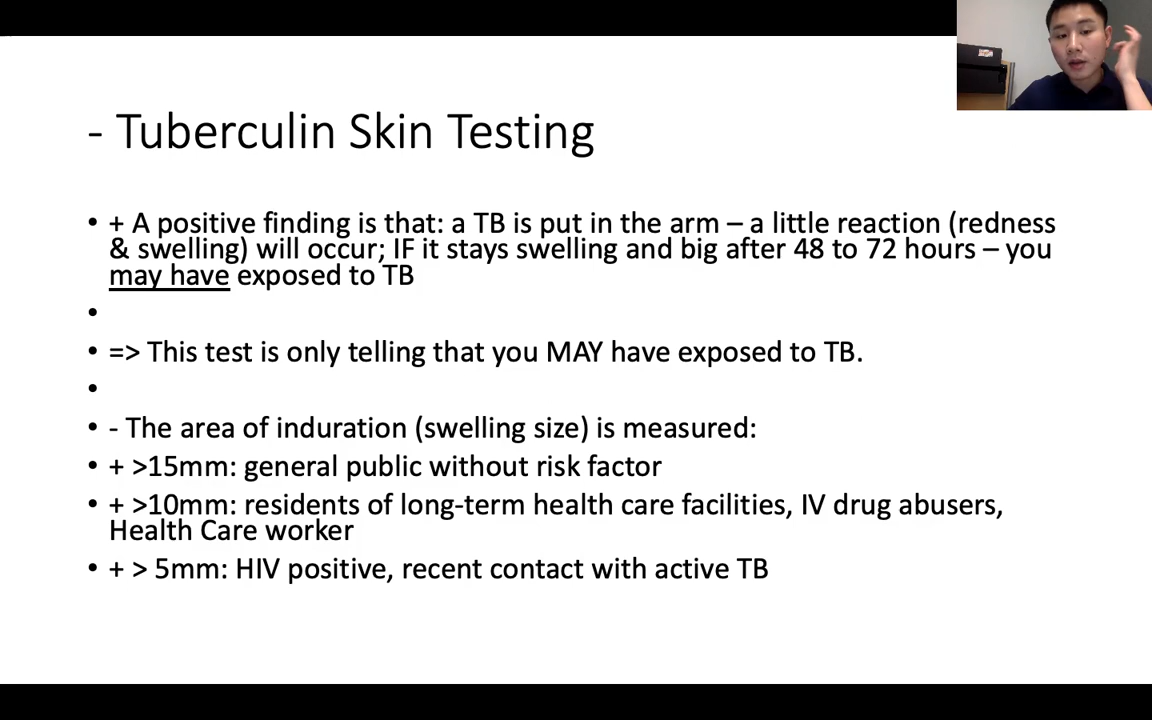 - Tuberculin Skin Testing
• + A positive finding is that: a TB is put in the arm – a little reaction (redness
& swelling) will occur; IF it stays swelling and big after 48 to 72 hours – you
may have exposed to TB
•
• => This test is only telling that you MAY have exposed to TB.
•
• - The area of induration (swelling size) is measured:
• + >15mm: general public without risk factor
• + >10mm: residents of long-term health care facilities, IV drug abusers,
Health Care worker
• + > 5mm: HIV positive, recent contact with active TB